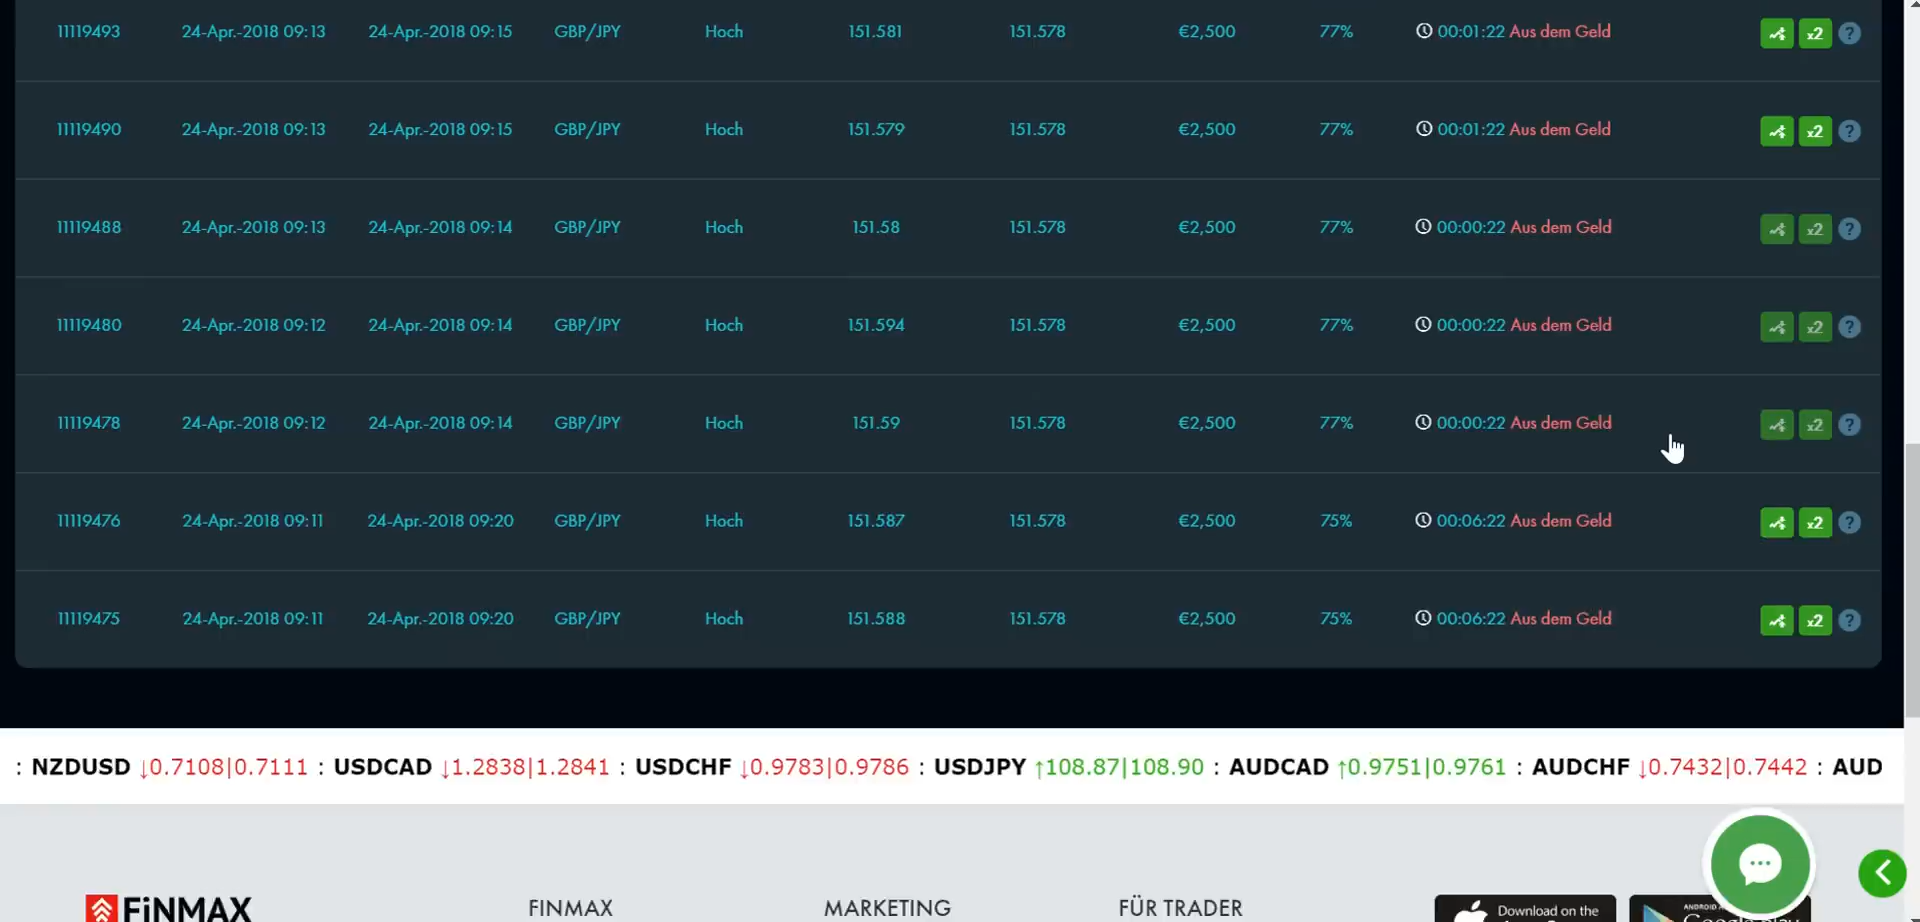 11119493 24-Apr.-2018 09:13 24-Apr.-2018 09:15 GBP/JPY Hoch 151.581 151.578 €2,500 77% 00:01:22 Aus dem Geld x2 ?
11119490 24-Apr.-2018 09:13 24-Apr.-2018 09:15 GBP/JPY Hoch 151.579 151.578 €2,500 77% 00:01:22 Aus dem Geld x2 ?
11119488 24-Apr.-2018 09:13 24-Apr.-2018 09:14 GBP/JPY Hoch 151.58 151.578 €2,500 77% 00:00:22 Aus dem Geld x2 ?
11119480 24-Apr.-2018 09:12 24-Apr.-2018 09:14 GBP/JPY Hoch 151.594 151.578 €2,500 77% 00:00:22 Aus dem Geld x2 ?
11119478 24-Apr.-2018 09:12 24-Apr.-2018 09:14 GBP/JPY Hoch 151.59 151.578 €2,500 77% 00:00:22 Aus dem Geld x2 ?
11119476 24-Apr.-2018 09:11 24-Apr.-2018 09:20 GBP/JPY Hoch 151.587 151.578 €2,500 75% 00:06:22 Aus dem Geld x2 ?
11119475 24-Apr.-2018 09:11 24-Apr.-2018 09:20 GBP/JPY Hoch 151.588 151.578 €2,500 75% 00:06:22 Aus dem Geld x2 ?
: NZDUSD ↓0.7108|0.7111 : USDCAD ↓1.2838|1.2841 : USDCHF ↓0.9783|0.9786 : USDJPY ↑108.87|108.90 : AUDCAD ↑0.9751|0.9761 : AUDCHF ↓0.7432|0.7442 : AUD
FiNMAX FINMAX MARKETING FÜR TRADER
Download on the
Google play